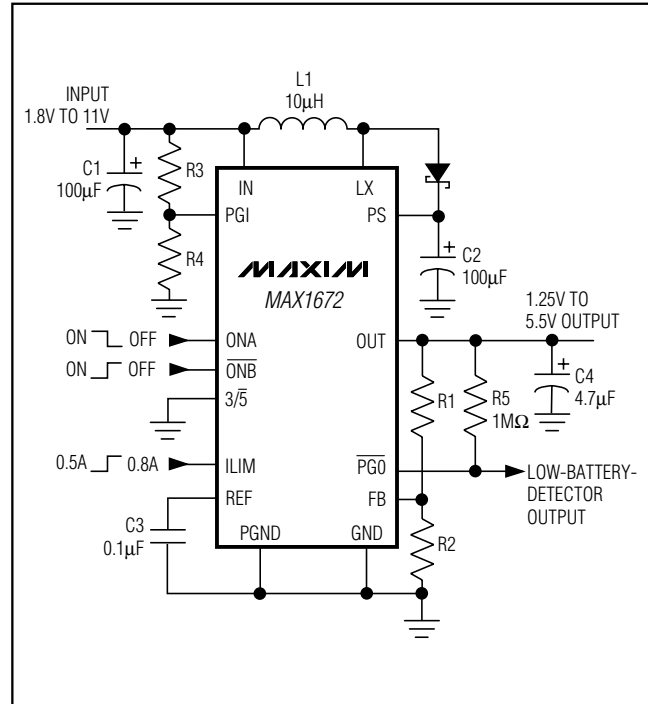 L1
10µH
INPUT
1.8V TO 11V
C1
100µF
+
R3
R4
IN
LX
PGI
PS
+
C2
100µF
MAXIM
MAX1672
1.25V TO
5.5V OUTPUT
ON OFF
ONA
OUT
ON OFF
ONB
3/5
R1
R5
1MΩ
+
C4
4.7µF
0.5A 0.8A
ILIM
PG0
LOW-BATTERY-
DETECTOR
OUTPUT
REF
FB
C3
0.1µF
PGND
GND
R2